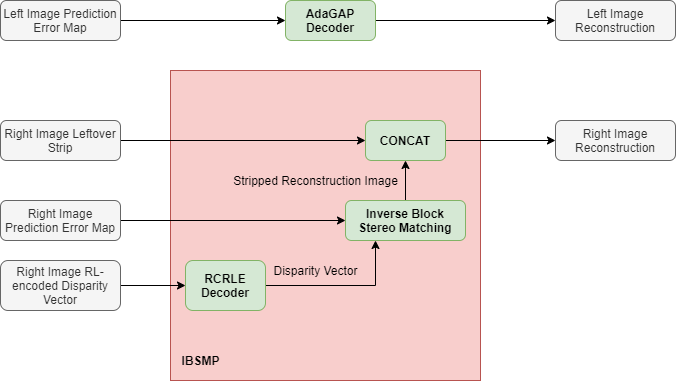 Left Image Prediction
Error Map
AdaGAP
Decoder
Left Image
Reconstruction
Right Image Leftover
Strip
CONCAT
Right Image
Reconstruction
Stripped Reconstruction Image
Right Image
Prediction Error Map
Inverse Block
Stereo Matching
Right Image RL-
encoded Disparity
Vector
RCRLE
Decoder
Disparity Vector
IBSMP